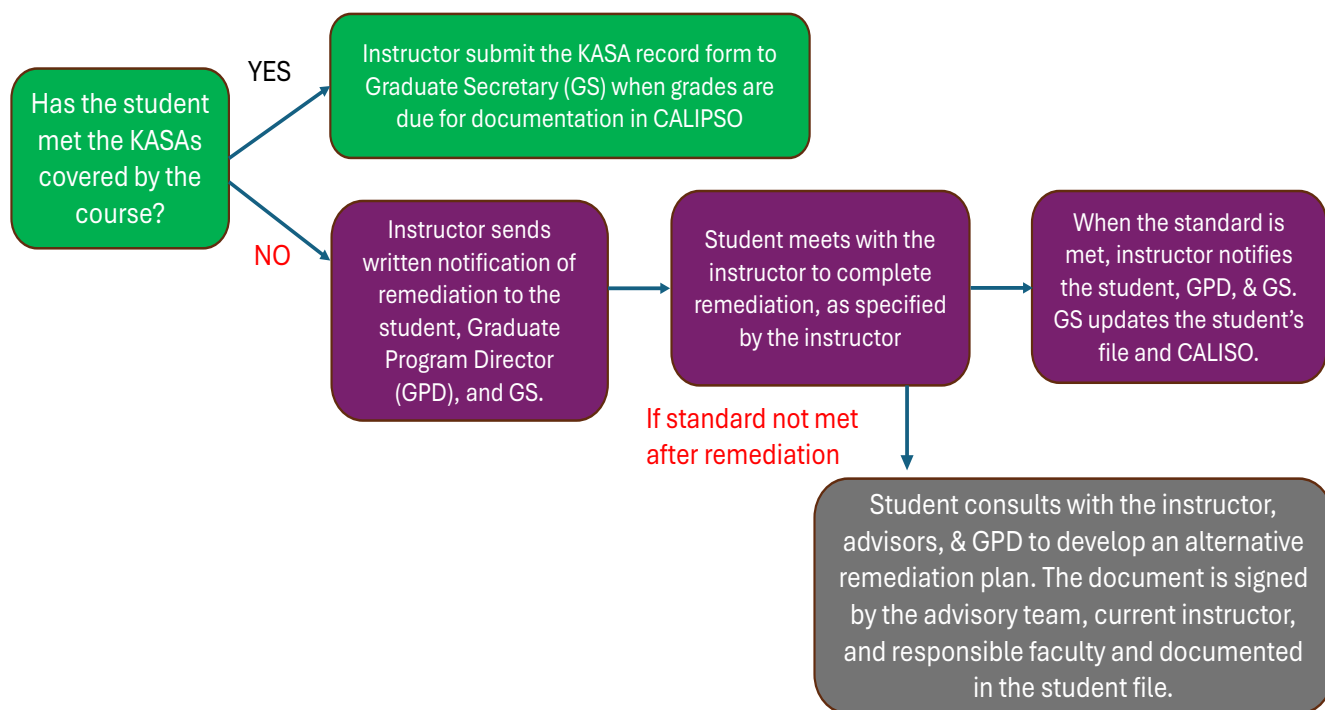 Has the student
met the KASAs
covered by the
course?
YES
Instructor submit the KASA record form to
Graduate Secretary (GS) when grades are
due for documentation in CALIPSO
NO
Instructor sends
written notification of
remediation to the
student, Graduate
Program Director
(GPD), and GS.
Student meets with the
instructor to complete
remediation, as specified
by the instructor
When the standard is
met, instructor notifies
the student, GPD, & GS.
GS updates the student’s
file and CALISO.
If standard not met
after remediation
Student consults with the instructor,
advisors, & GPD to develop an alternative
remediation plan. The document is signed
by the advisory team, current instructor,
and responsible faculty and documented
in the student file.